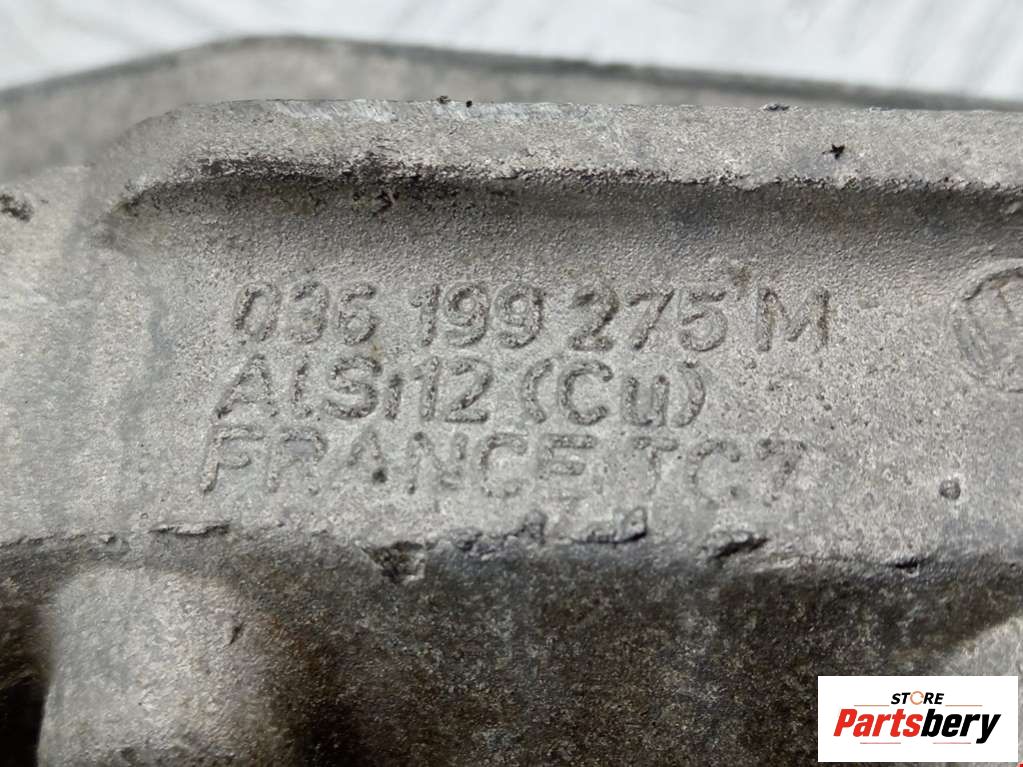 036 199 275 M
AlSi12 (Cu)
FRANCE TC7
STORE
Partsbery